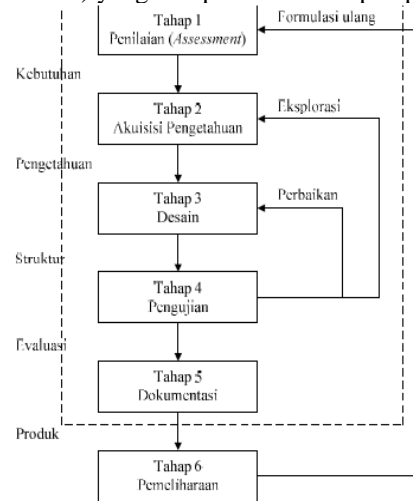 Tahap 1
Penilaian (Assessment)
Formulasi ulang
Kebutuhan
Tahap 2
Akuisisi Pengetahuan
Eksplorasi
Pengetahuan
Tahap 3
Desain
Perbaikan
Struktur
Tahap 4
Pengujian
Evaluasi
Tahap 5
Dokumentasi
Produk
Tahap 6
Pemeliharaan